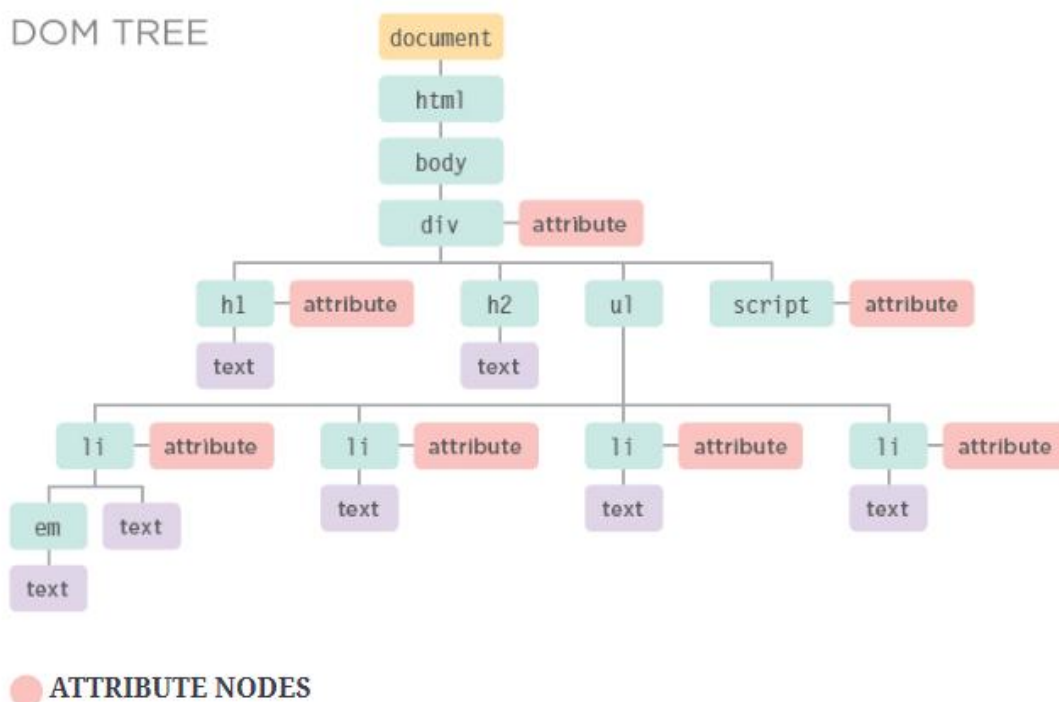 DOM TREE
document
html
body
div attribute
h1 attribute h2 ul script attribute
text text
li attribute li attribute li attribute li attribute
em text text text text
text
ATTRIBUTE NODES